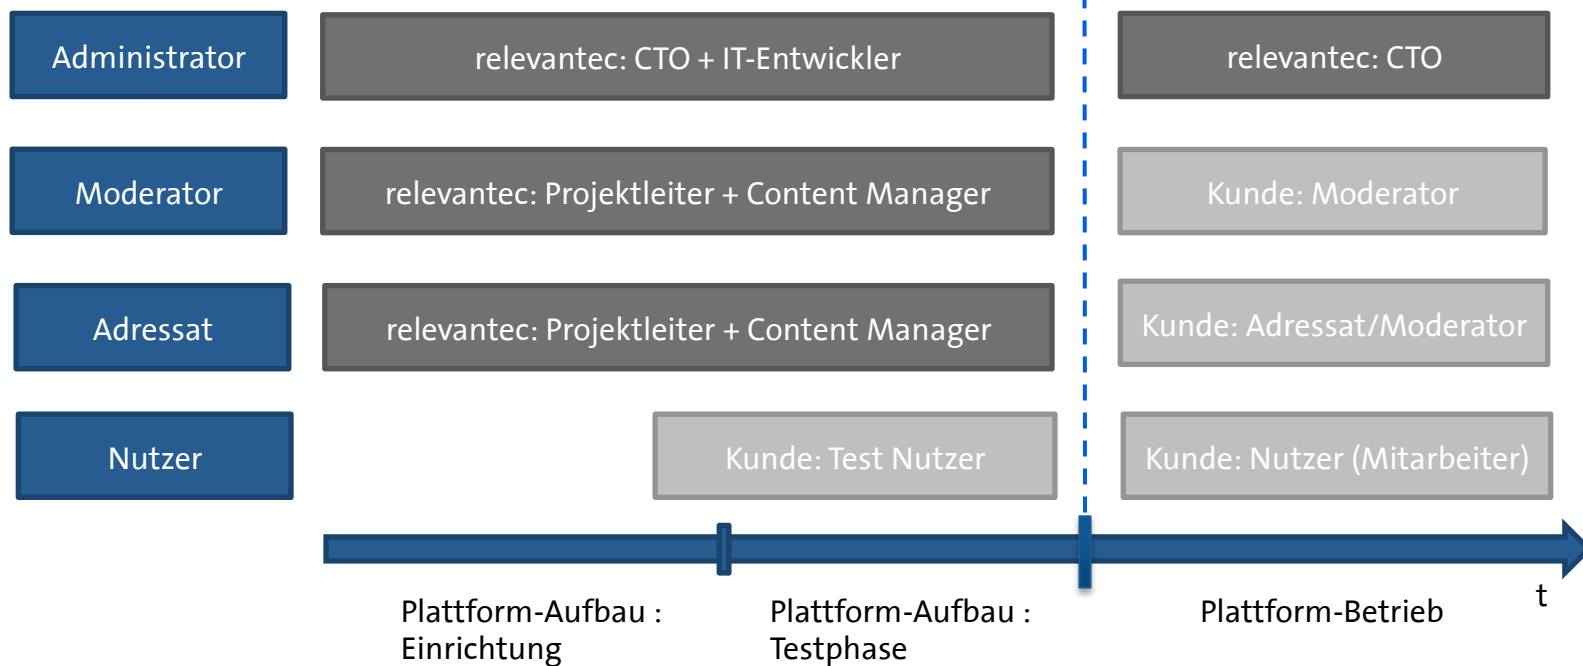 Administrator
relevantec: CTO + IT-Entwickler
relevantec: CTO
Moderator
relevantec: Projektleiter + Content Manager
Kunde: Moderator
Adressat
relevantec: Projektleiter + Content Manager
Kunde: Adressat/Moderator
Nutzer
Kunde: Test Nutzer
Kunde: Nutzer (Mitarbeiter)
Plattform-Aufbau :
Einrichtung
Plattform-Aufbau :
Testphase
Plattform-Betrieb
t